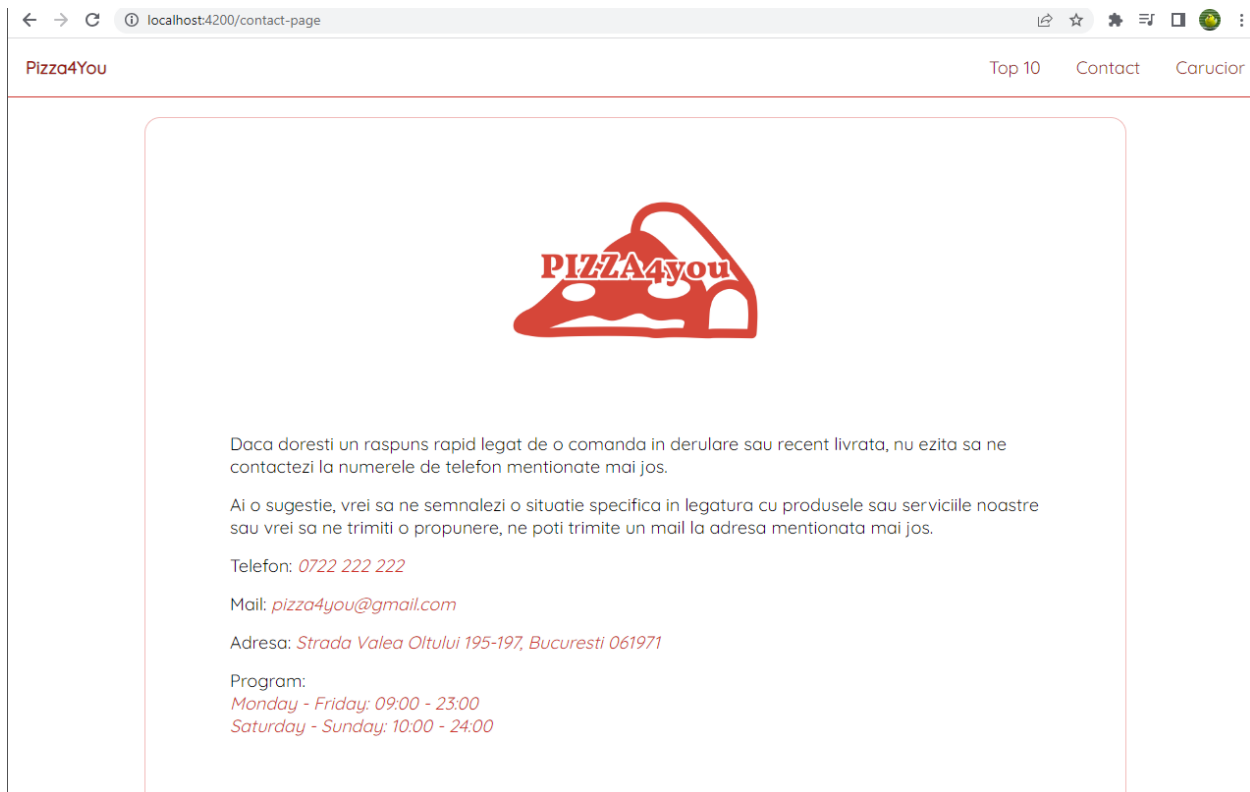 localhost:4200/contact-page
Pizza4You
Top 10 Contact Carucior
PIZZA4you
Daca doresti un raspuns rapid legat de o comanda in derulare sau recent livrata, nu ezita sa ne
contactezi la numerele de telefon mentionate mai jos.
Ai o sugestie, vrei sa ne semnalezi o situatie specifica in legatura cu produsele sau serviciile noastre
sau vrei sa ne trimiti o propunere, ne poti trimite un mail la adresa mentionata mai jos.
Telefon: 0722 222 222
Mail: pizza4you@gmail.com
Adresa: Strada Valea Oltului 195-197, Bucuresti 061971
Program:
Monday - Friday: 09:00 - 23:00
Saturday - Sunday: 10:00 - 24:00